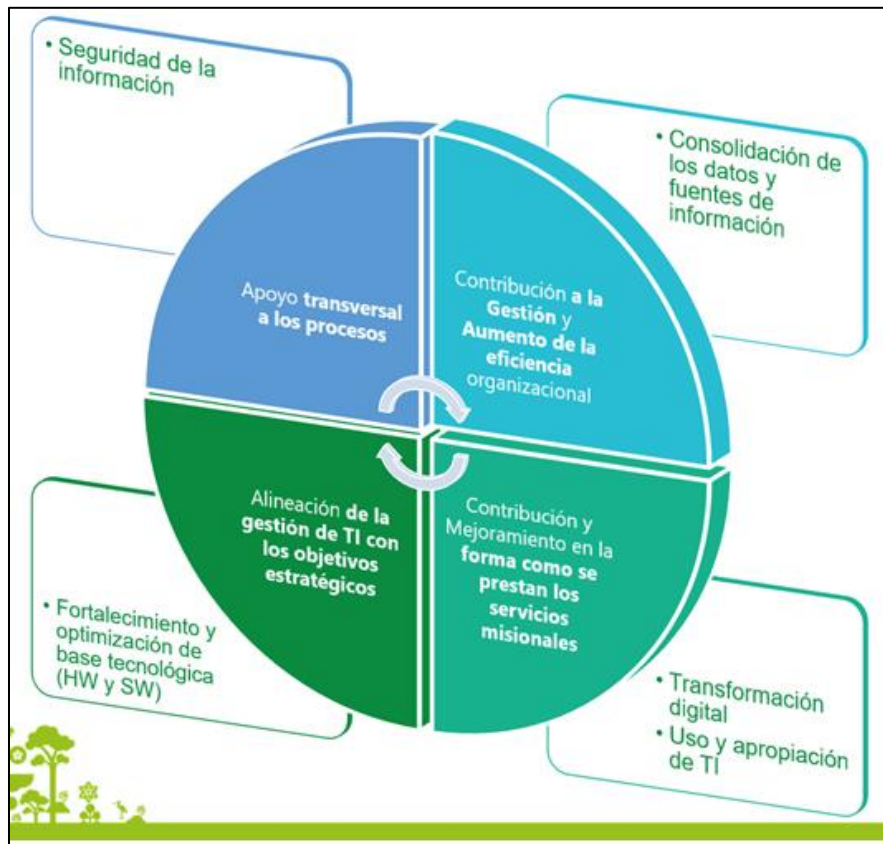 • Seguridad de la
información
• Consolidación de
los datos y
fuentes de
información
Apoyo transversal
a los procesos
Contribución a la
Gestión y
Aumento de la
eficiencia
organizacional
Alineación de la
gestión de TI con
los objetivos
estratégicos
Contribución y
Mejoramiento en la
forma como se
prestan los
servicios
misionales
• Fortalecimiento y
optimización de
base tecnológica
(HW y SW)
• Transformación
digital
• Uso y apropiación
de TI